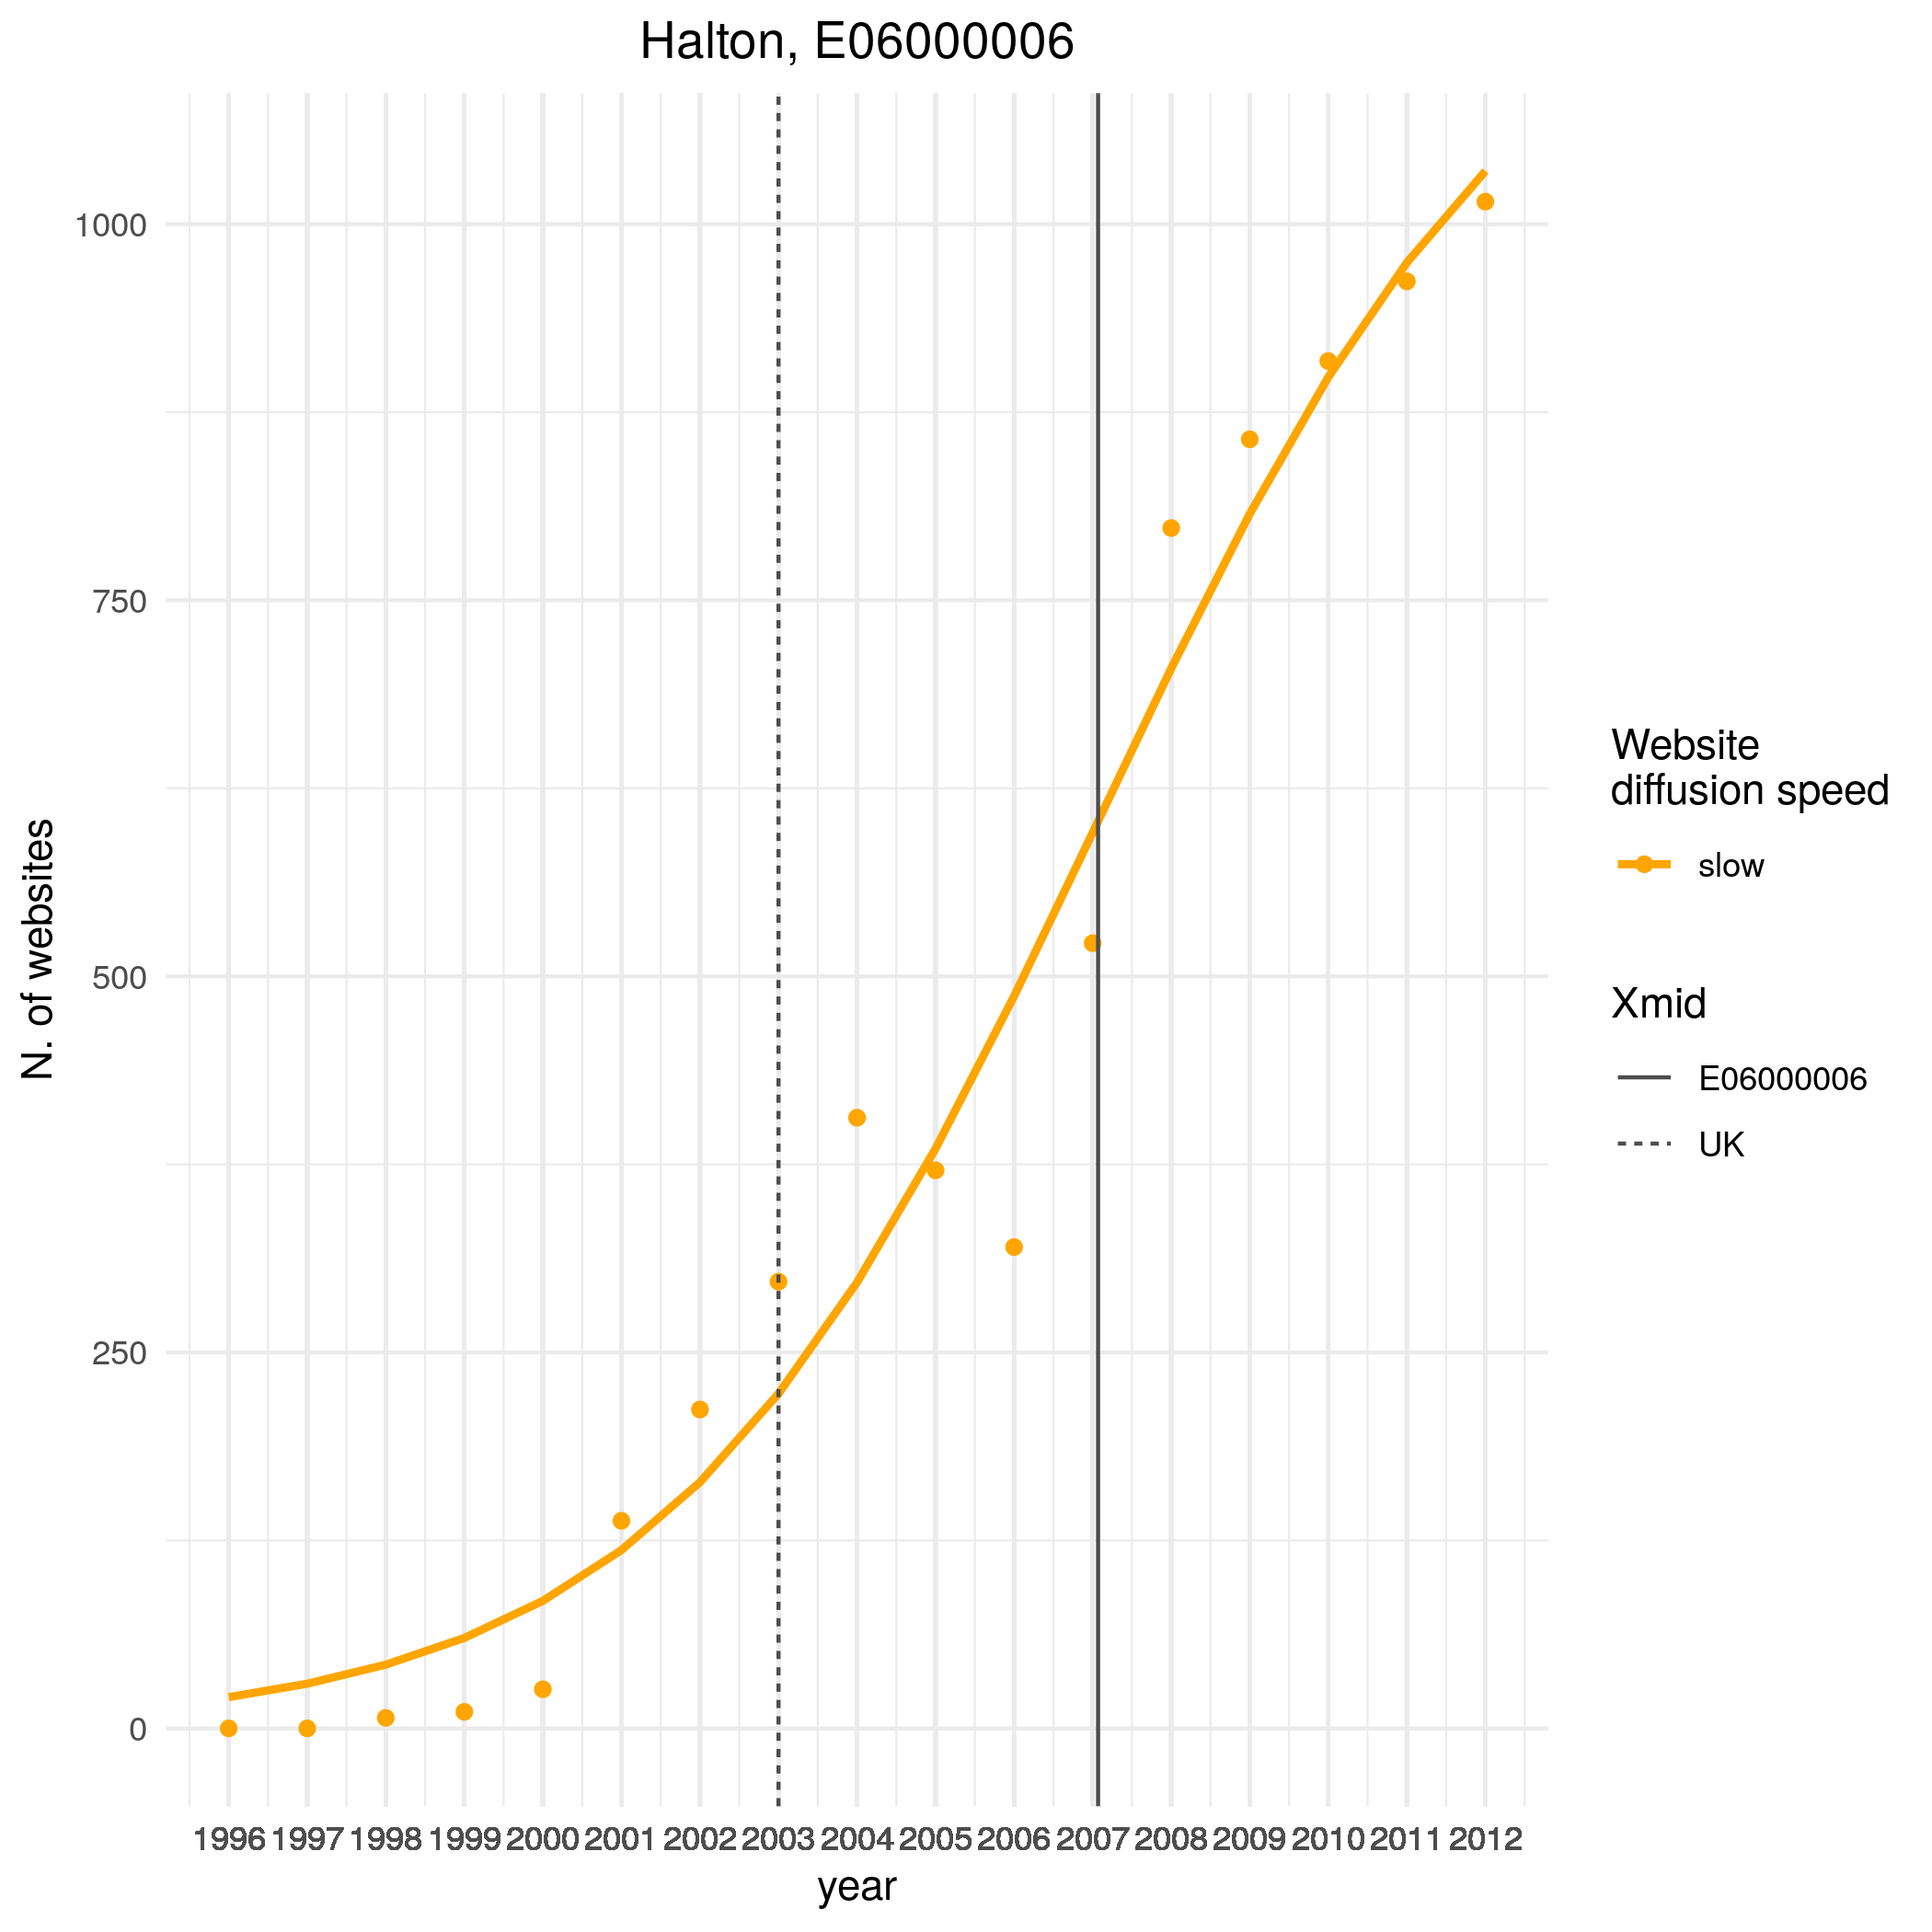 Halton, E06000006
1000
750
500
250
0
N. of websites
1996 1997 1998 1999 2000 2001 2002 2003 2004 2005 2006 2007 2008 2009 2010 2011 2012
year
Website
diffusion speed
slow
Xmid
E06000006
UK